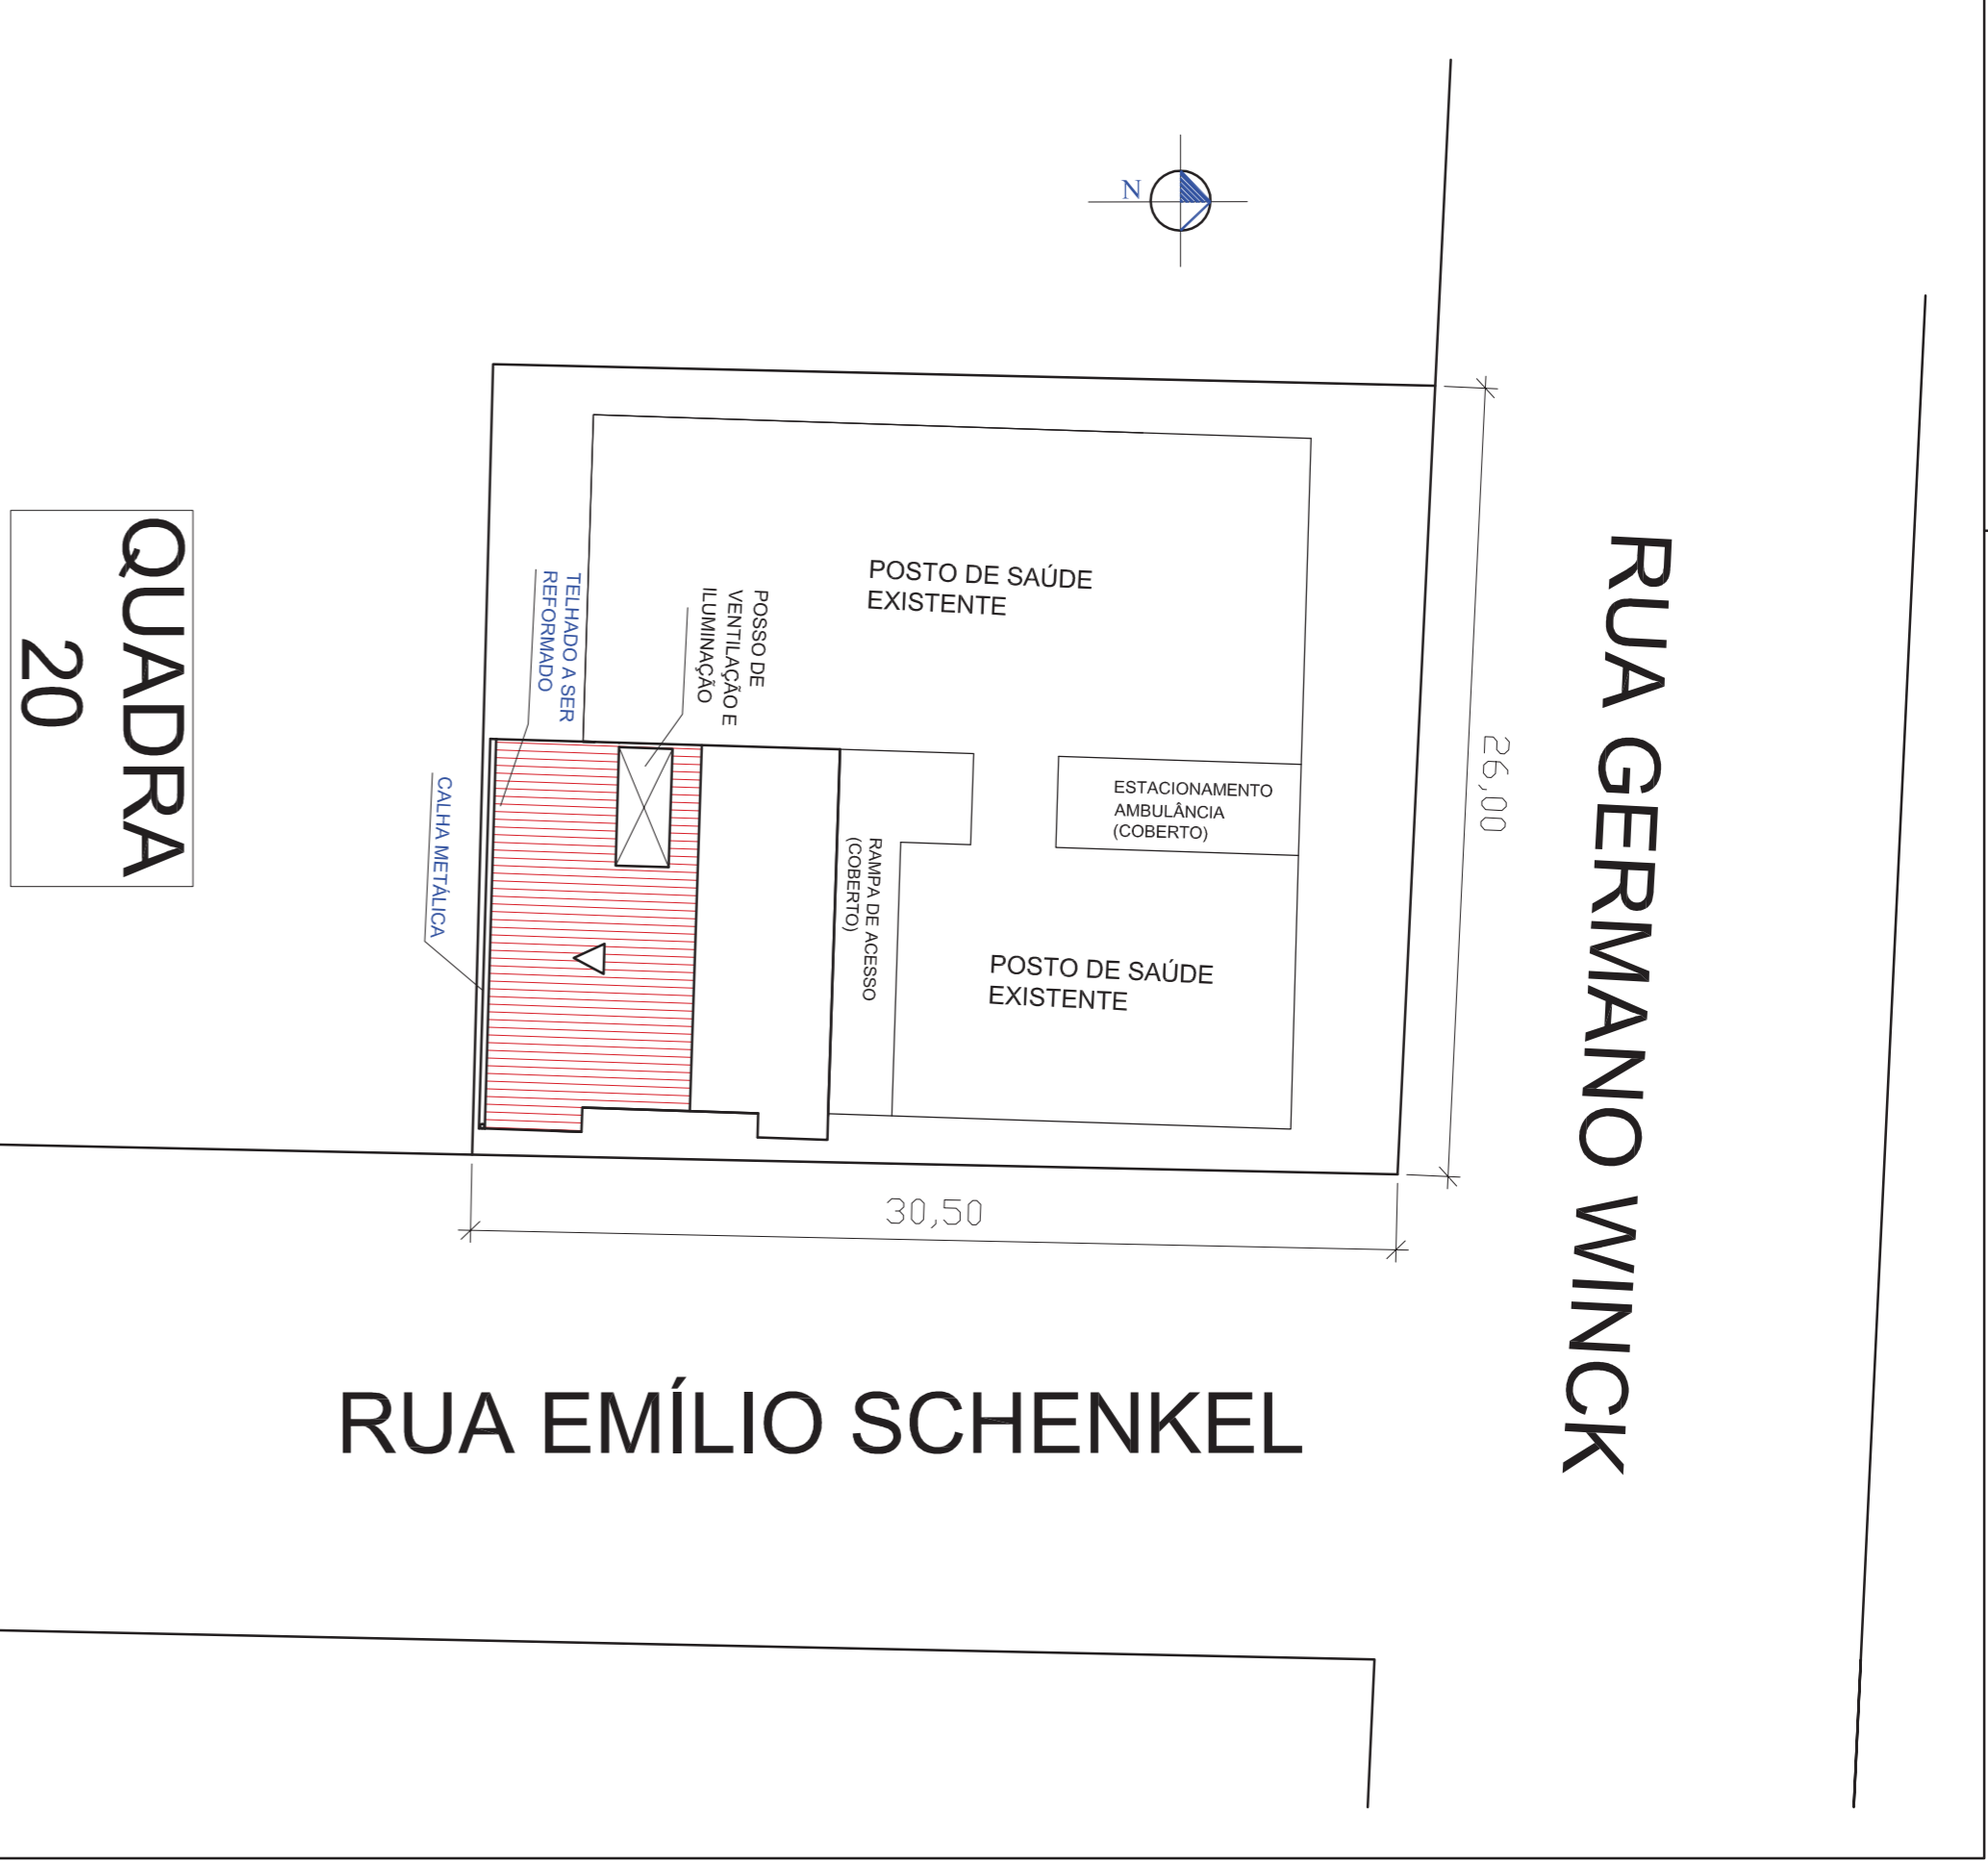 N
POSTO DE SAÚDE
EXISTENTE
POSSO DE
VENTILAÇÃO E
ILUMINAÇÃO
TELHADO A SER
REFORMADO
CALHA METÁLICA
ESTACIONAMENTO
AMBULÂNCIA
(COBERTO)
RAMPA DE ACESSO
(COBERTO)
POSTO DE SAÚDE
EXISTENTE
26,00
30,50
QUADRA
20
RUA GERMANO WINCK
RUA EMÍLIO SCHENKEL